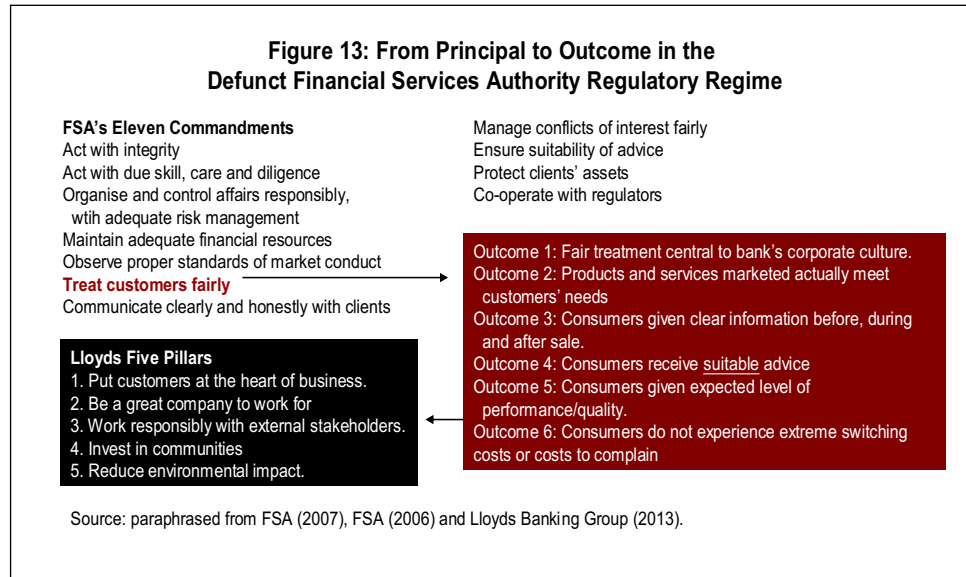 Figure 13: From Principal to Outcome in the
Defunct Financial Services Authority Regulatory Regime
FSA's Eleven Commandments
Act with integrity
Act with due skill, care and diligence
Organise and control affairs responsibly,
wtih adequate risk management
Maintain adequate financial resources
Observe proper standards of market conduct
Treat customers fairly
Communicate clearly and honestly with clients
Manage conflicts of interest fairly
Ensure suitability of advice
Protect clients' assets
Co-operate with regulators
Outcome 1: Fair treatment central to bank's corporate culture.
Outcome 2: Products and services marketed actually meet
customers' needs
Outcome 3: Consumers given clear information before, during
and after sale.
Outcome 4: Consumers receive suitable advice
Outcome 5: Consumers given expected level of
performance/quality.
Outcome 6: Consumers do not experience extreme switching
costs or costs to complain
Lloyds Five Pillars
1. Put customers at the heart of business.
2. Be a great company to work for
3. Work responsibly with external stakeholders.
4. Invest in communities
5. Reduce environmental impact.
Source: paraphrased from FSA (2007), FSA (2006) and Lloyds Banking Group (2013).